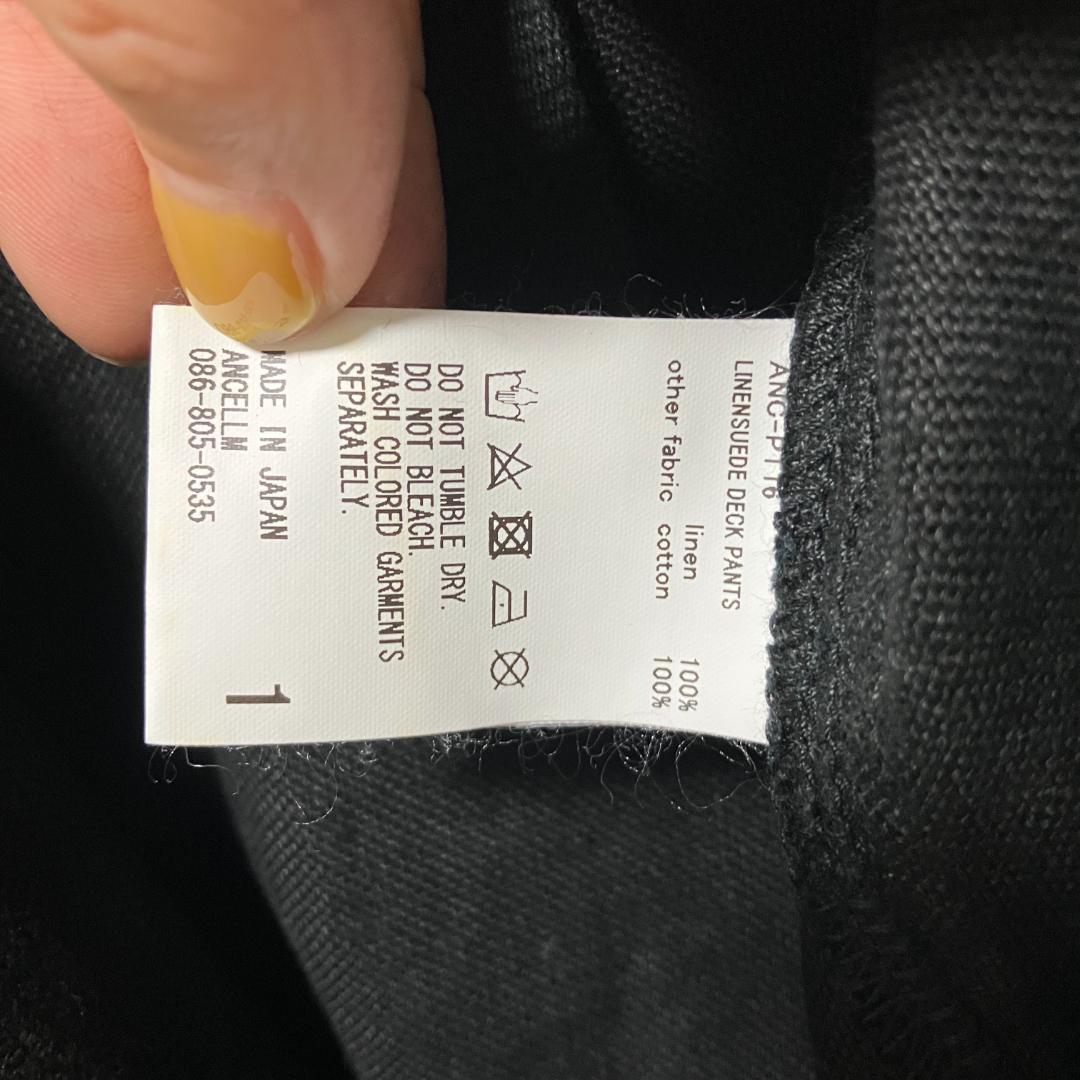 ANC-PT16
LINENSUEDE DECK PANTS
linen 100%
other fabric cotton 100%
DO NOT TUMBLE DRY.
DO NOT BLEACH.
WASH COLORED GARMENTS
SEPARATELY.
MADE IN JAPAN
ANCELLM
086-805-0535
1